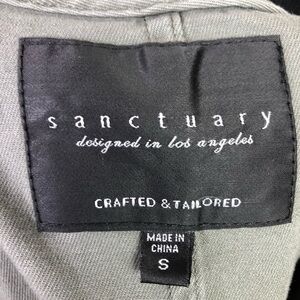 sanctuary
designed in los angeles
CRAFTED & TAILORED
MADE IN
CHINA
S